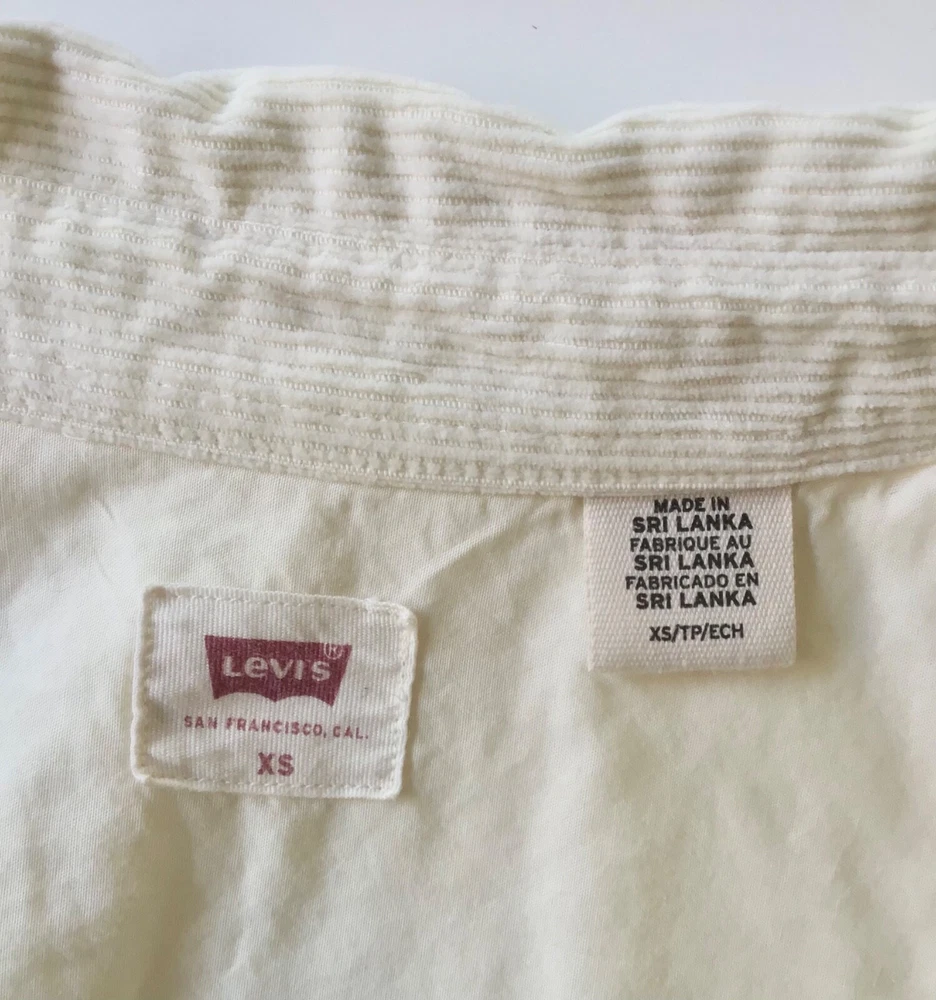 MADE IN
SRI LANKA
FABRIQUE AU
SRI LANKA
FABRICADO EN
SRI LANKA
XS/TP/ECH
LEVI'S®
SAN FRANCISCO, CAL.
XS